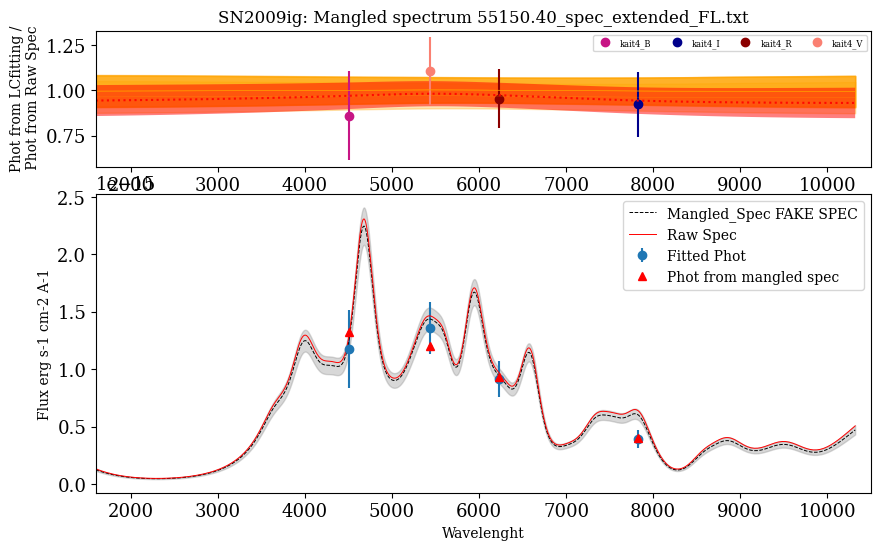 SN2009ig: Mangled spectrum 55150.40_spec_extended_FL.txt
Phot from LCfitting /
Phot from Raw Spec
1.25
1.00
0.75
kait4_B kait4_I kait4_R kait4_V
2000 3000 4000 5000 6000 7000 8000 9000 10000
2.5
2.0
1.5
1.0
0.5
0.0
Flux erg s-1 cm-2 A-1
Mangled_Spec FAKE SPEC
Raw Spec
Fitted Phot
Phot from mangled spec
2000 3000 4000 5000 6000 7000 8000 9000 10000
Wavelenght